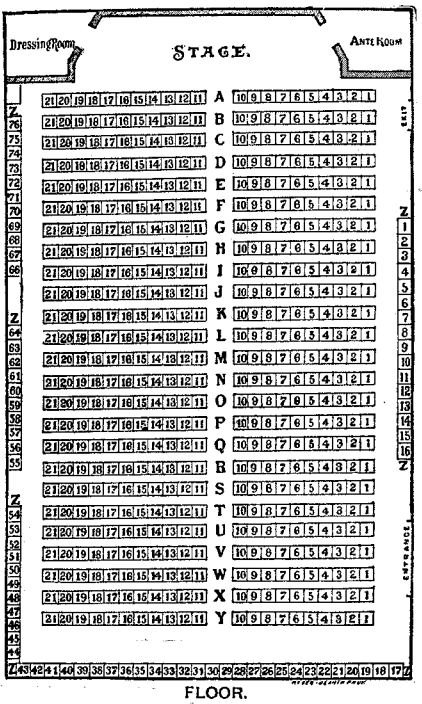 Dressing Room
STAGE.
ANTE ROOM
21 20 19 18 17 16 15 14 13 12 11 A 10 9 8 7 6 5 4 3 2 1
21 20 19 18 17 16 15 14 13 12 11 B 10 9 8 7 6 5 4 3 2 1
21 20 19 18 17 16 15 14 13 12 11 C 10 9 8 7 6 5 4 3 2 1
21 20 19 18 17 16 15 14 13 12 11 D 10 9 8 7 6 5 4 3 2 1
21 20 19 18 17 16 15 14 13 12 11 E 10 9 8 7 6 5 4 3 2 1
21 20 19 18 17 16 15 14 13 12 11 F 10 9 8 7 6 5 4 3 2 1
21 20 19 18 17 16 15 14 13 12 11 G 10 9 8 7 6 5 4 3 2 1
21 20 19 18 17 16 15 14 13 12 11 H 10 9 8 7 6 5 4 3 2 1
21 20 19 18 17 16 15 14 13 12 11 I 10 9 8 7 6 5 4 3 2 1
21 20 19 18 17 16 15 14 13 12 11 J 10 9 8 7 6 5 4 3 2 1
21 20 19 18 17 16 15 14 13 12 11 K 10 9 8 7 6 5 4 3 2 1
21 20 19 18 17 16 15 14 13 12 11 L 10 9 8 7 6 5 4 3 2 1
21 20 19 18 17 16 15 14 13 12 11 M 10 9 8 7 6 5 4 3 2 1
21 20 19 18 17 16 15 14 13 12 11 N 10 9 8 7 6 5 4 3 2 1
21 20 19 18 17 16 15 14 13 12 11 O 10 9 8 7 6 5 4 3 2 1
21 20 19 18 17 16 15 14 13 12 11 P 10 9 8 7 6 5 4 3 2 1
21 20 19 18 17 16 15 14 13 12 11 Q 10 9 8 7 6 5 4 3 2 1
21 20 19 18 17 16 15 14 13 12 11 R 10 9 8 7 6 5 4 3 2 1
21 20 19 18 17 16 15 14 13 12 11 S 10 9 8 7 6 5 4 3 2 1
21 20 19 18 17 16 15 14 13 12 11 T 10 9 8 7 6 5 4 3 2 1
21 20 19 18 17 16 15 14 13 12 11 U 10 9 8 7 6 5 4 3 2 1
21 20 19 18 17 16 15 14 13 12 11 V 10 9 8 7 6 5 4 3 2 1
21 20 19 18 17 16 15 14 13 12 11 W 10 9 8 7 6 5 4 3 2 1
21 20 19 18 17 16 15 14 13 12 11 X 10 9 8 7 6 5 4 3 2 1
21 20 19 18 17 16 15 14 13 12 11 Y 10 9 8 7 6 5 4 3 2 1
Z
76
75
74
73
72
71
70
69
68
67
66
Z
64
63
62
61
60
59
58
57
56
55
Z
54
53
52
51
50
49
48
47
46
45
44
EXIT
Z
1
2
3
4
5
6
7
8
9
10
11
12
13
14
15
16
Z
ENTRANCE
Z 43 42 41 40 39 38 37 36 35 34 33 32 31 30 29 28 27 26 25 24 23 22 21 20 19 18 17 Z
FLOOR.